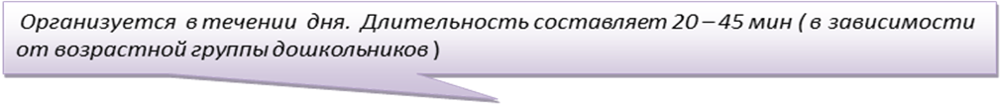 Организуется в течении дня. Длительность составляет 20 – 45 мин ( в зависимости
от возрастной группы дошкольников )